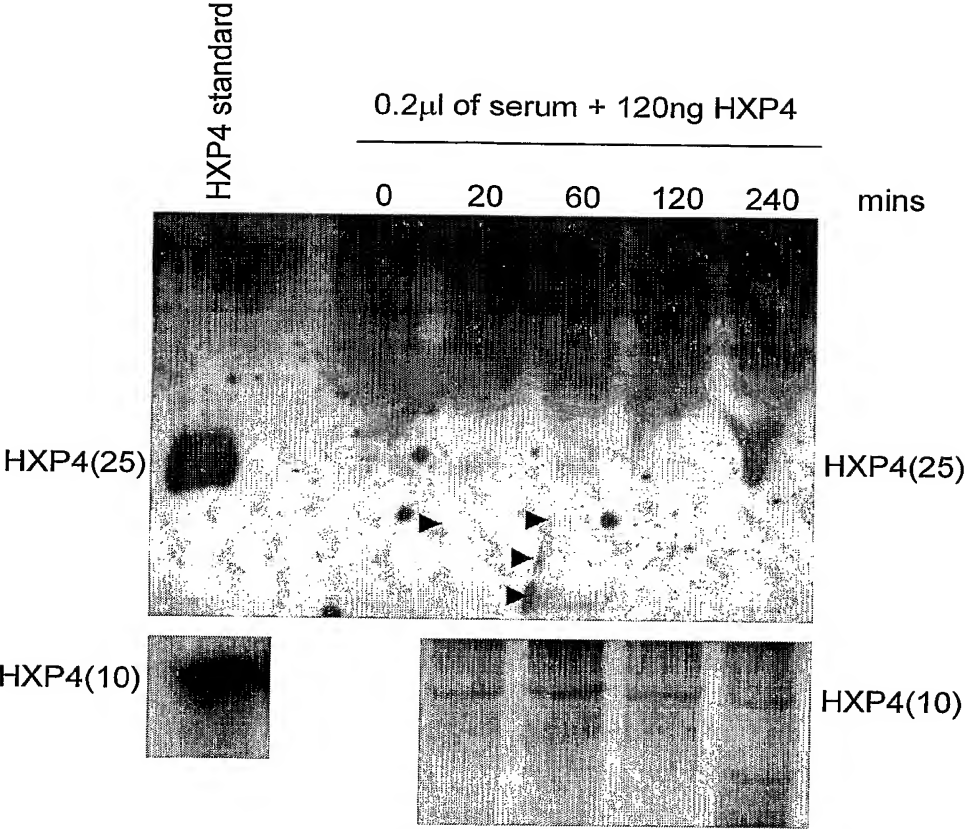 HXP4 standard
0.2µl of serum + 120ng HXP4
0 20 60 120 240 mins
HXP4(25) HXP4(25)
HXP4(10) HXP4(10)